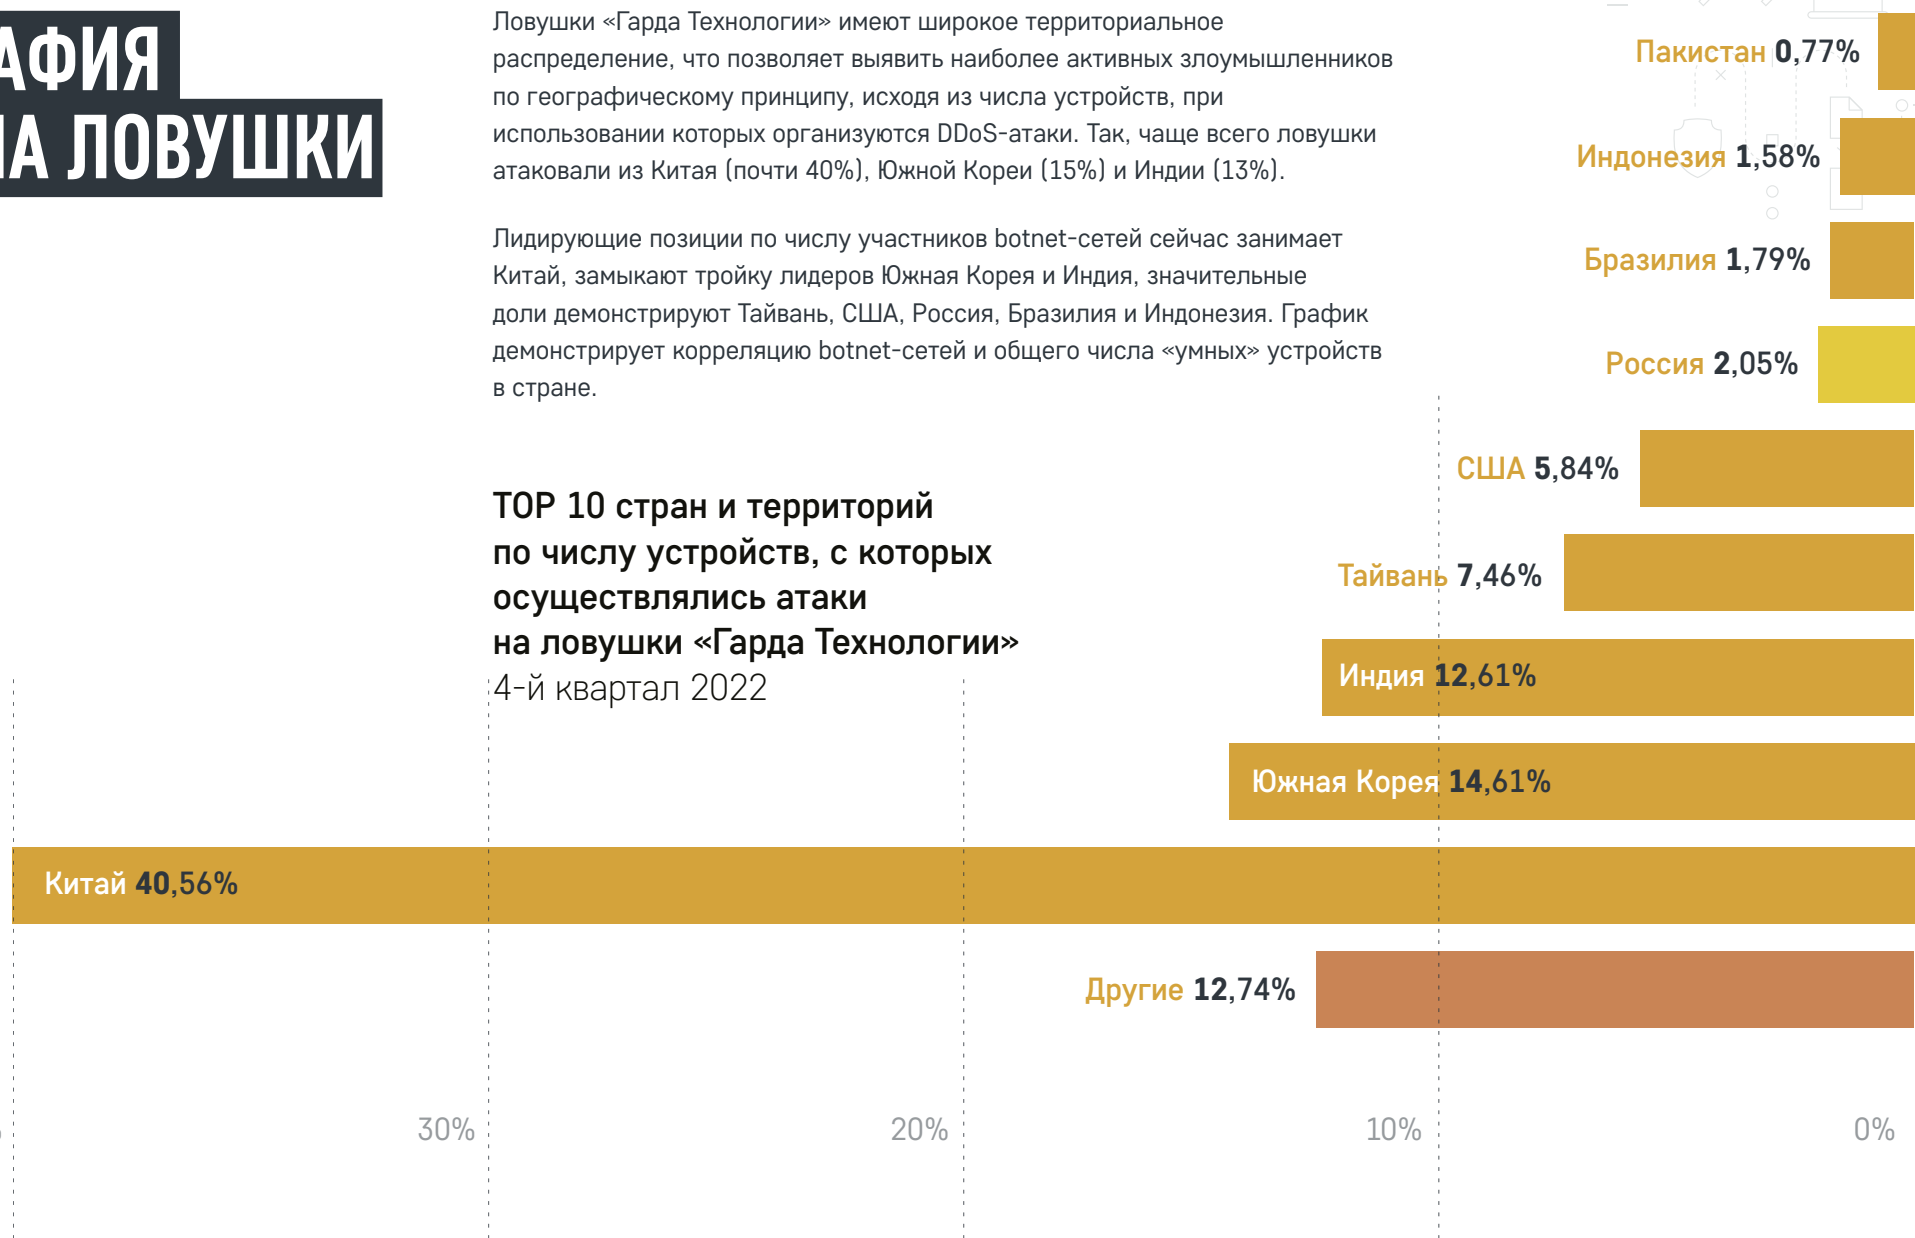 АФИЯ
НА ЛОВУШКИ
Ловушки «Гарда Технологии» имеют широкое территориальное
распределение, что позволяет выявить наиболее активных злоумышленников
по географическому принципу, исходя из числа устройств, при
использовании которых организуются DDoS-атаки. Так, чаще всего ловушки
атаковали из Китая (почти 40%), Южной Кореи (15%) и Индии (13%).
Лидирующие позиции по числу участников botnet-сетей сейчас занимает
Китай, замыкают тройку лидеров Южная Корея и Индия, значительные
доли демонстрируют Тайвань, США, Россия, Бразилия и Индонезия. График
демонстрирует корреляцию botnet-сетей и общего числа «умных» устройств
в стране.
TOP 10 стран и территорий
по числу устройств, с которых
осуществлялись атаки
на ловушки «Гарда Технологии»
4-й квартал 2022
Пакистан 0,77%
Индонезия 1,58%
Бразилия 1,79%
Россия 2,05%
США 5,84%
Тайвань 7,46%
Индия 12,61%
Южная Корея 14,61%
Китай 40,56%
Другие 12,74%
30%
20%
10%
0%